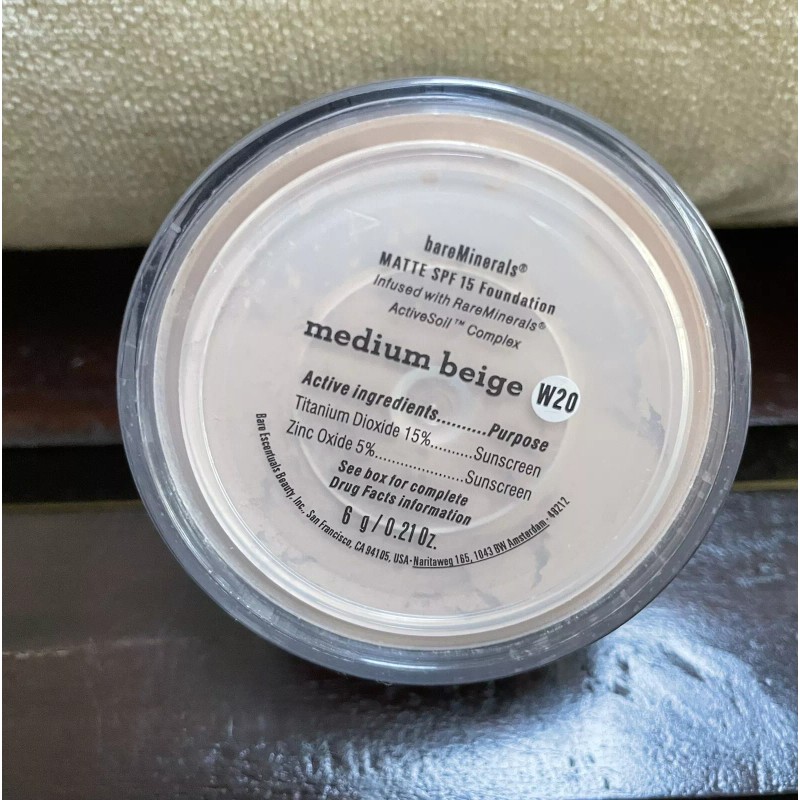 bareMinerals®
MATTE SPF 15 Foundation
Infused with RareMinerals®
ActiveSoil™ Complex
medium beige W20
Active ingredients..........Purpose
Titanium Dioxide 15%..........Sunscreen
Zinc Oxide 5%......................Sunscreen
See box for complete
Drug Facts information
6 g/0.21 Oz.
Bare Escentuals Beauty, Inc., San Francisco, CA 94105, USA · Naritaweg 165, 1043 BW Amsterdam · 48212